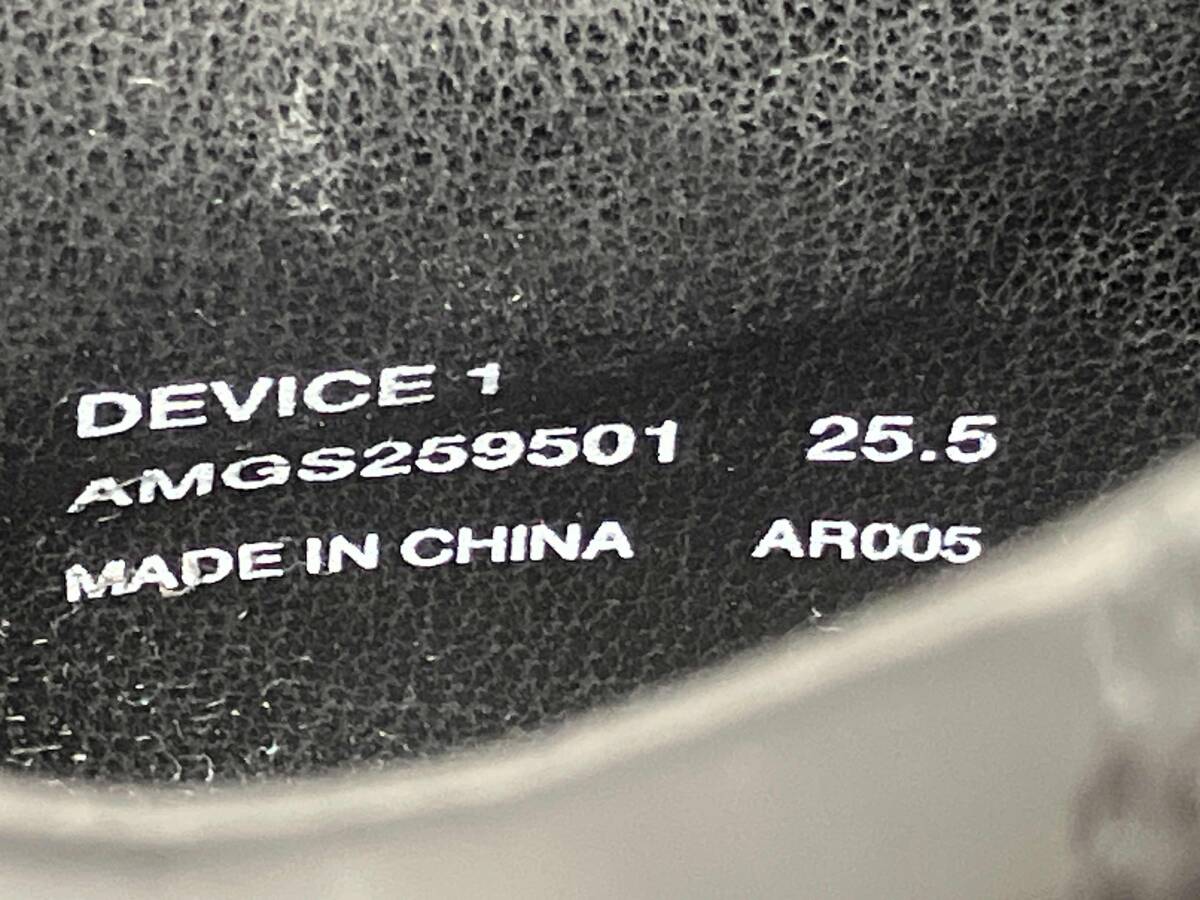 DEVICE 1
AMGS259501 25.5
MADE IN CHINA AR005